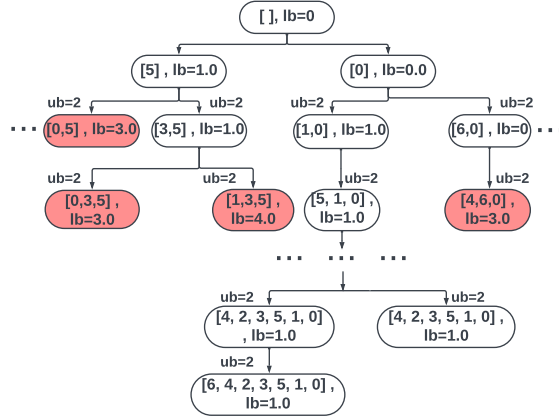 [ ], lb=0
[5] , lb=1.0
[0] , lb=0.0
ub=2
ub=2
ub=2
ub=2
...
[0,5] , lb=3.0
[3,5] , lb=1.0
[1,0] , lb=1.0
[6,0] , lb=0
..
ub=2
ub=2
ub=2
ub=2
[0,3,5] ,
lb=3.0
[1,3,5] ,
lb=4.0
[5, 1, 0] ,
lb=1.0
[4,6,0] ,
lb=3.0
... ... ...
ub=2
ub=2
[4, 2, 3, 5, 1, 0]
, lb=1.0
[4, 2, 3, 5, 1, 0] ,
lb=1.0
ub=2
[6, 4, 2, 3, 5, 1, 0] ,
lb=1.0